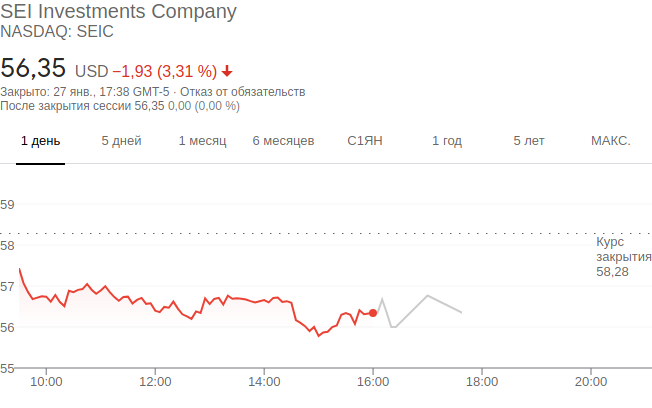 SEI Investments Company
NASDAQ: SEIC
56,35 USD −1,93 (3,31 %)
Закрыто: 27 янв., 17:38 GMT-5 · Отказ от обязательств
После закрытия сессии 56,35 0,00 (0,00 %)
1 день 5 дней 1 месяц 6 месяцев С1ЯН 1 год 5 лет МАКС.
59
58
57
56
55
Курс
закрытия
58,28
10:00 12:00 14:00 16:00 18:00 20:00